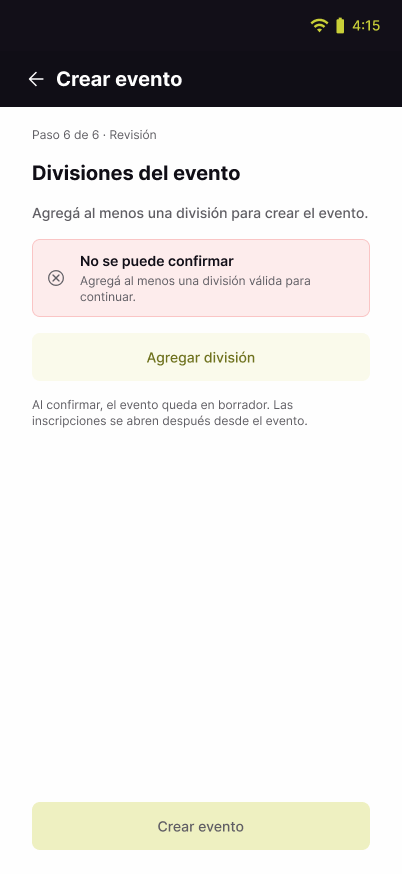 4:15
Crear evento
Paso 6 de 6 · Revisión
Divisiones del evento
Agregá al menos una división para crear el evento.
No se puede confirmar
Agregá al menos una división válida para
continuar.
Agregar división
Al confirmar, el evento queda en borrador. Las
inscripciones se abren después desde el evento.
Crear evento